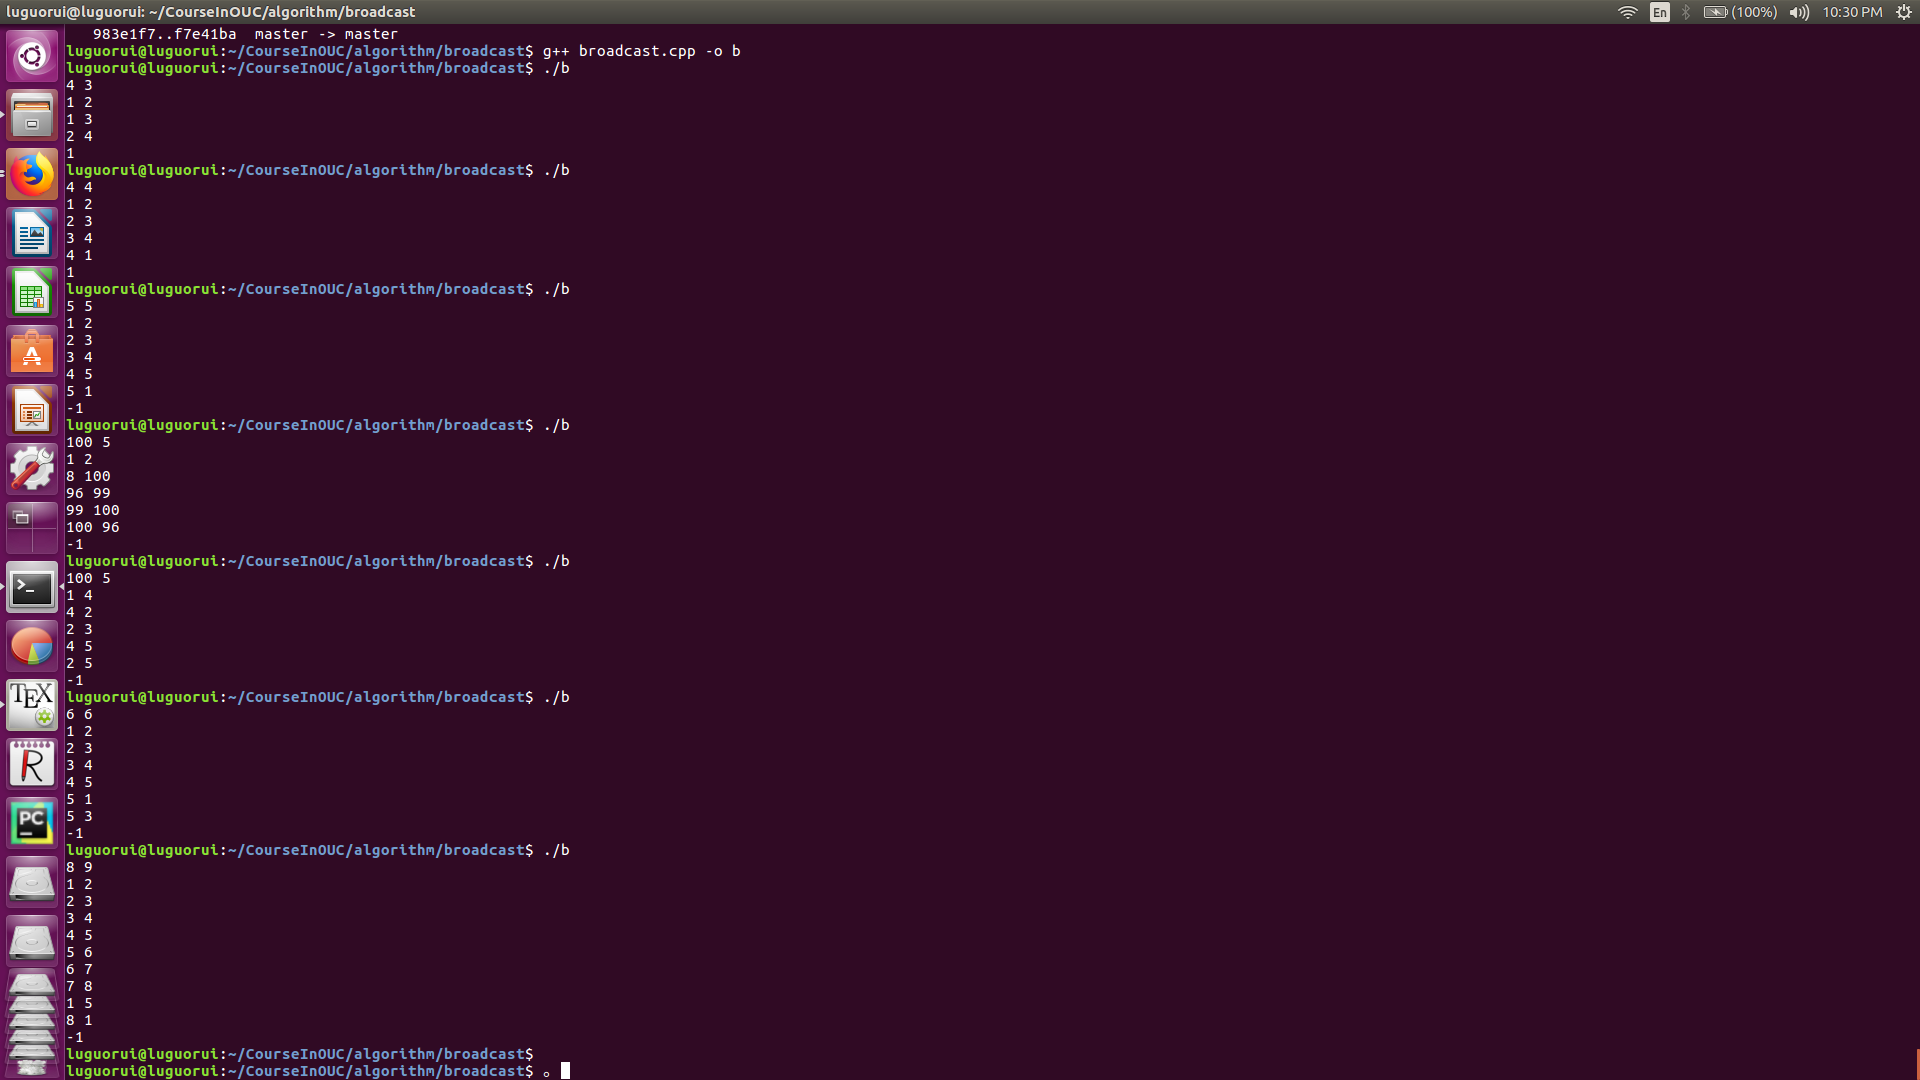 luguorui@luguorui: ~/CourseInOUC/algorithm/broadcast
En
(100%)
10:30 PM
983e1f7..f7e41ba  master -> master
luguorui@luguorui:~/CourseInOUC/algorithm/broadcast$ g++ broadcast.cpp -o b
luguorui@luguorui:~/CourseInOUC/algorithm/broadcast$ ./b
4 3
1 2
1 3
2 4
1
luguorui@luguorui:~/CourseInOUC/algorithm/broadcast$ ./b
4 4
1 2
2 3
3 4
4 1
1
luguorui@luguorui:~/CourseInOUC/algorithm/broadcast$ ./b
5 5
1 2
2 3
3 4
4 5
5 1
-1
luguorui@luguorui:~/CourseInOUC/algorithm/broadcast$ ./b
100 5
1 2
8 100
96 99
99 100
100 96
-1
luguorui@luguorui:~/CourseInOUC/algorithm/broadcast$ ./b
100 5
1 4
4 2
2 3
4 5
2 5
-1
luguorui@luguorui:~/CourseInOUC/algorithm/broadcast$ ./b
6 6
1 2
2 3
3 4
4 5
5 1
5 3
-1
luguorui@luguorui:~/CourseInOUC/algorithm/broadcast$ ./b
8 9
1 2
2 3
3 4
4 5
5 6
6 7
7 8
1 5
8 1
-1
luguorui@luguorui:~/CourseInOUC/algorithm/broadcast$
luguorui@luguorui:~/CourseInOUC/algorithm/broadcast$ 。
A
>_
TEX
R
PC